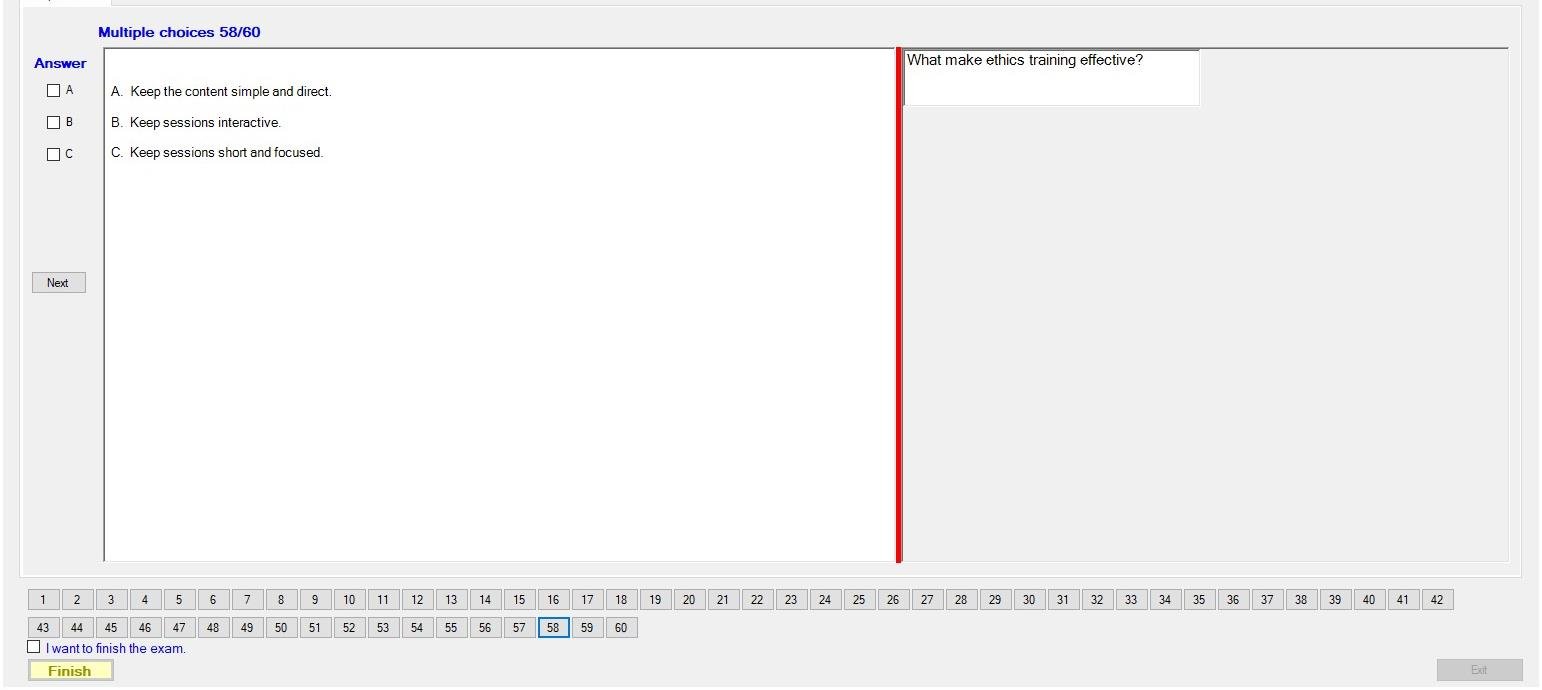 Multiple choices 58/60
Answer
What make ethics training effective?
A
A. Keep the content simple and direct.
B
B. Keep sessions interactive.
C
C. Keep sessions short and focused.
Next
1 2 3 4 5 6 7 8 9 10 11 12 13 14 15 16 17 18 19 20 21 22 23 24 25 26 27 28 29 30 31 32 33 34 35 36 37 38 39 40 41 42
43 44 45 46 47 48 49 50 51 52 53 54 55 56 57 58 59 60
I want to finish the exam.
Finish
Exit